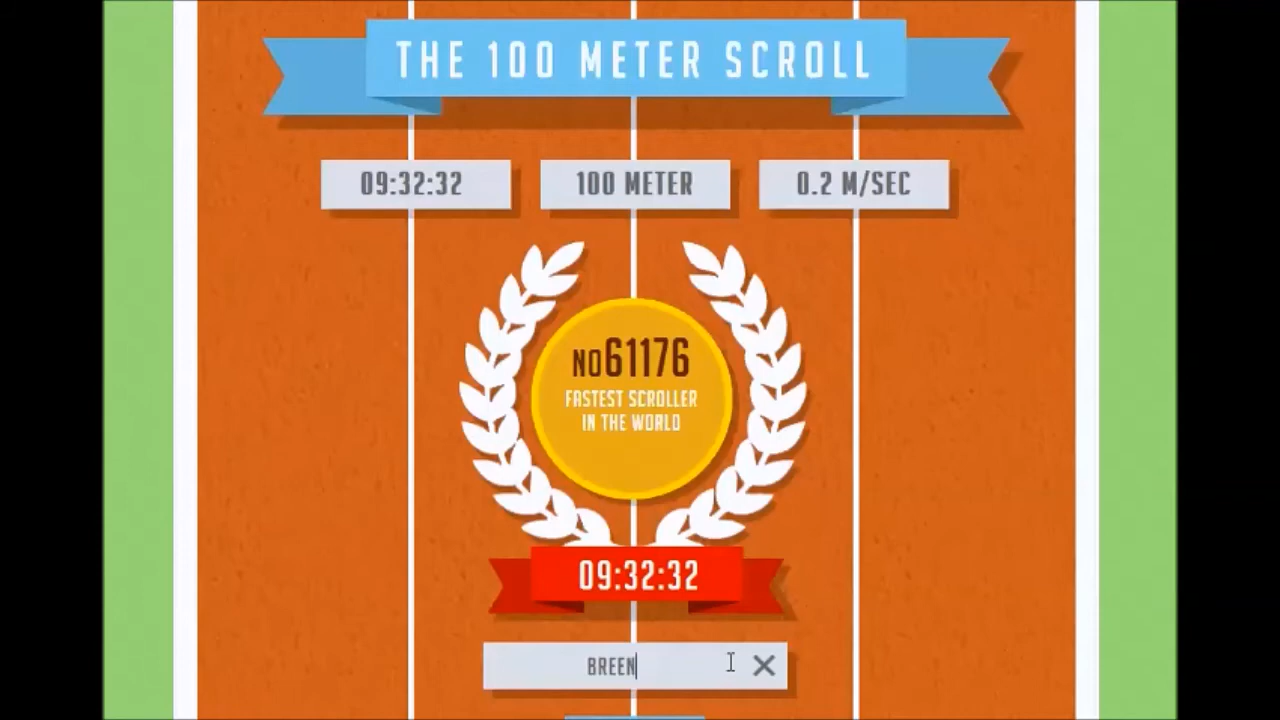 THE 100 METER SCROLL
09:32:32 100 METER 0.2 M/SEC
NO61176
FASTEST SCROLLER
IN THE WORLD
09:32:32
BREEN